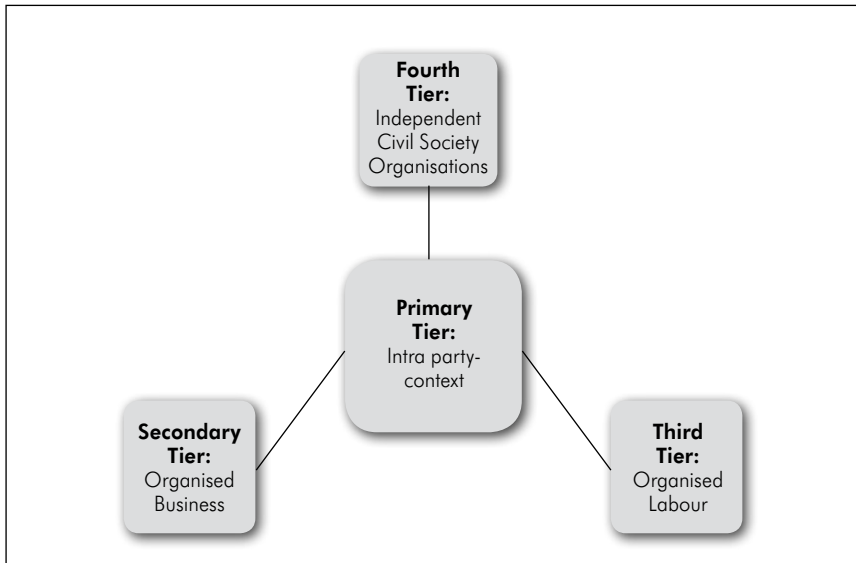 Fourth
Tier:
Independent
Civil Society
Organisations
Primary
Tier:
Intra party-
context
Secondary
Tier:
Organised
Business
Third
Tier:
Organised
Labour